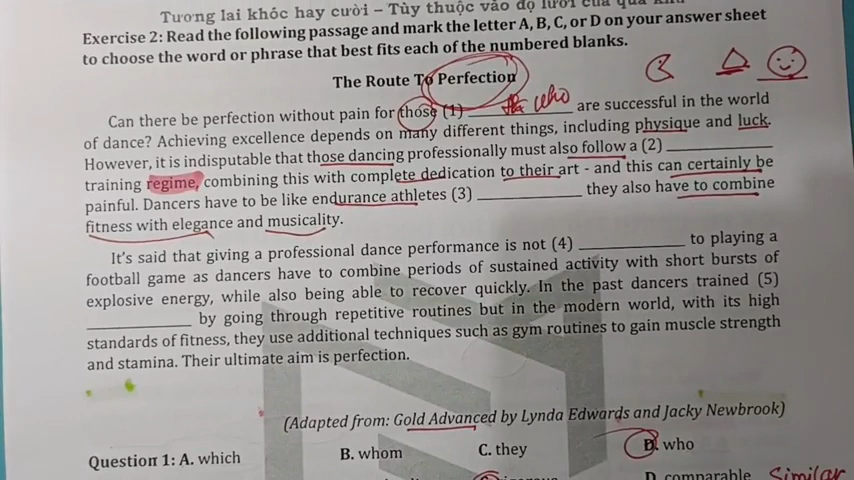 Tương lai khóc hay cười – Tùy thuộc vào độ lười của quá khứ
Exercise 2: Read the following passage and mark the letter A, B, C, or D on your answer sheet
to choose the word or phrase that best fits each of the numbered blanks.
The Route To Perfection
Can there be perfection without pain for those (1) __________ are successful in the world
who
of dance? Achieving excellence depends on many different things, including physique and luck.
However, it is indisputable that those dancing professionally must also follow a (2) __________
training regime, combining this with complete dedication to their art - and this can certainly be
painful. Dancers have to be like endurance athletes (3) __________ they also have to combine
fitness with elegance and musicality.
It's said that giving a professional dance performance is not (4) __________ to playing a
football game as dancers have to combine periods of sustained activity with short bursts of
explosive energy, while also being able to recover quickly. In the past dancers trained (5)
__________ by going through repetitive routines but in the modern world, with its high
standards of fitness, they use additional techniques such as gym routines to gain muscle strength
and stamina. Their ultimate aim is perfection.
(Adapted from: Gold Advanced by Lynda Edwards and Jacky Newbrook)
Question 1: A. which B. whom C. they D. who
D. comparable Similar